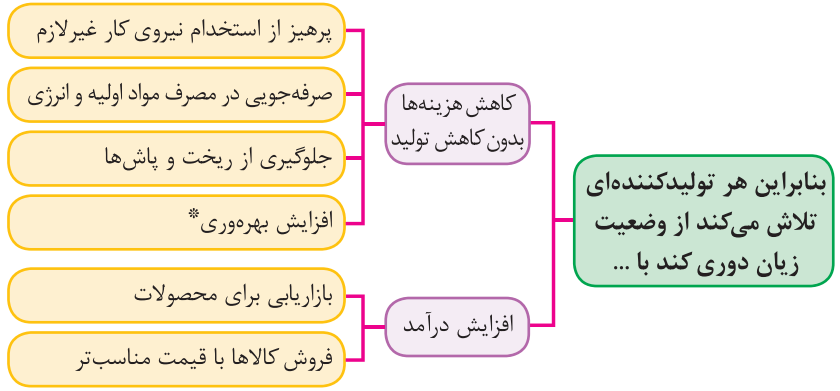 بنابراین هر تولیدکننده‌ای
تلاش می‌کند از وضعیت
زیان دوری کند با ...
کاهش هزینه‌ها
بدون کاهش تولید
پرهیز از استخدام نیروی کار غیرلازم
صرفه‌جویی در مصرف مواد اولیه و انرژی
جلوگیری از ریخت و پاش‌ها
افزایش بهره‌وری*
افزایش درآمد
بازاریابی برای محصولات
فروش کالاها با قیمت مناسب‌تر